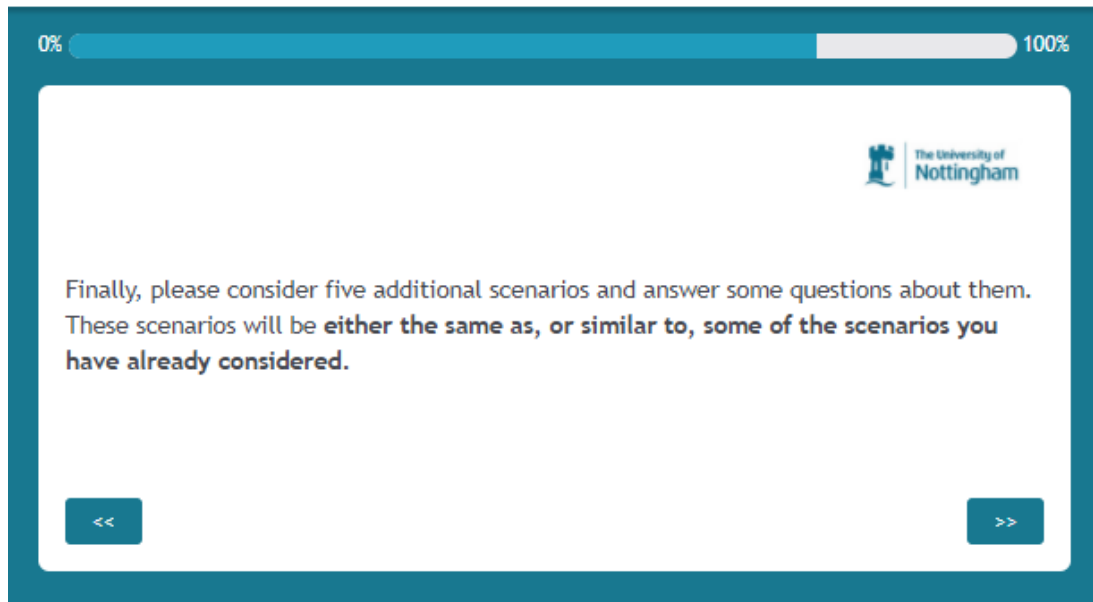 0% 100%
The University of
Nottingham
Finally, please consider five additional scenarios and answer some questions about them.
These scenarios will be either the same as, or similar to, some of the scenarios you
have already considered.
<< >>